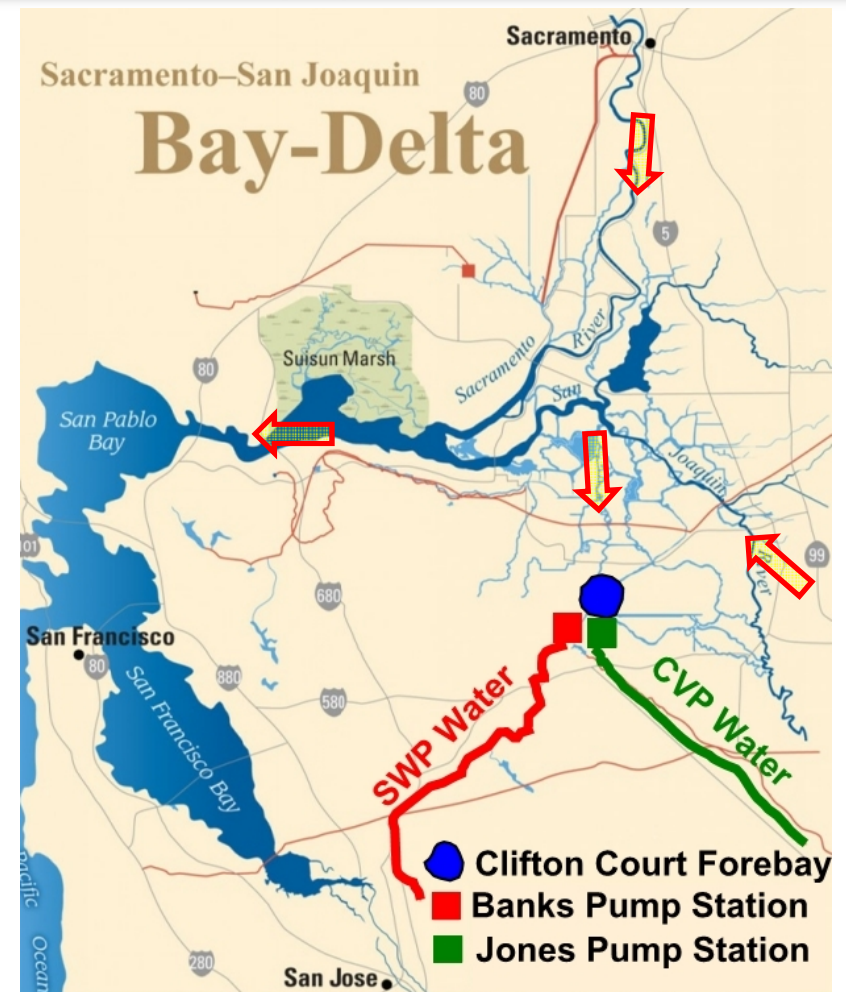 Sacramento
Sacramento–San Joaquin
80
Bay-Delta
5
River
Sacramento
Suisun Marsh
80
San
San Pablo
Bay
Joaquin
River
101
99
680
San Francisco
80
880
580
San Francisco Bay
SWP Water
CVP Water
Clifton Court Forebay
Pacific
Ocean
Banks Pump Station
Jones Pump Station
280
San Jose